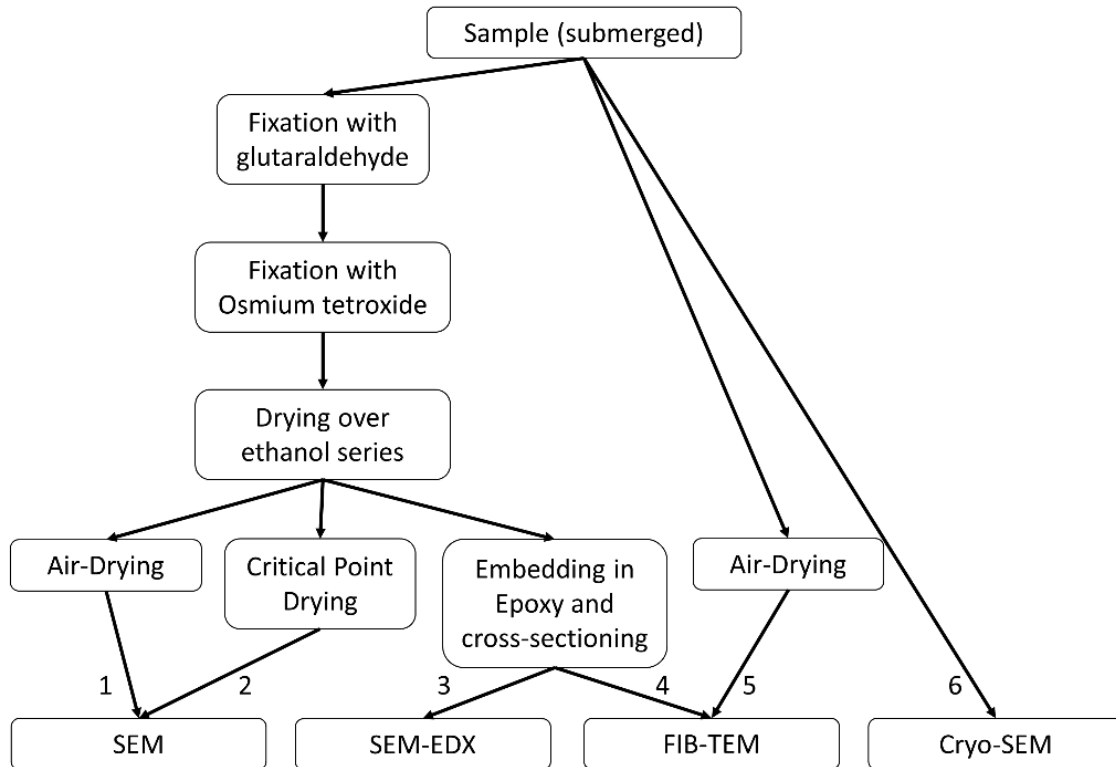 Sample (submerged)
Fixation with
glutaraldehyde
Fixation with
Osmium tetroxide
Drying over
ethanol series
Air-Drying
Critical Point
Drying
Embedding in
Epoxy and
cross-sectioning
Air-Drying
1
2
3
4
5
6
SEM
SEM-EDX
FIB-TEM
Cryo-SEM